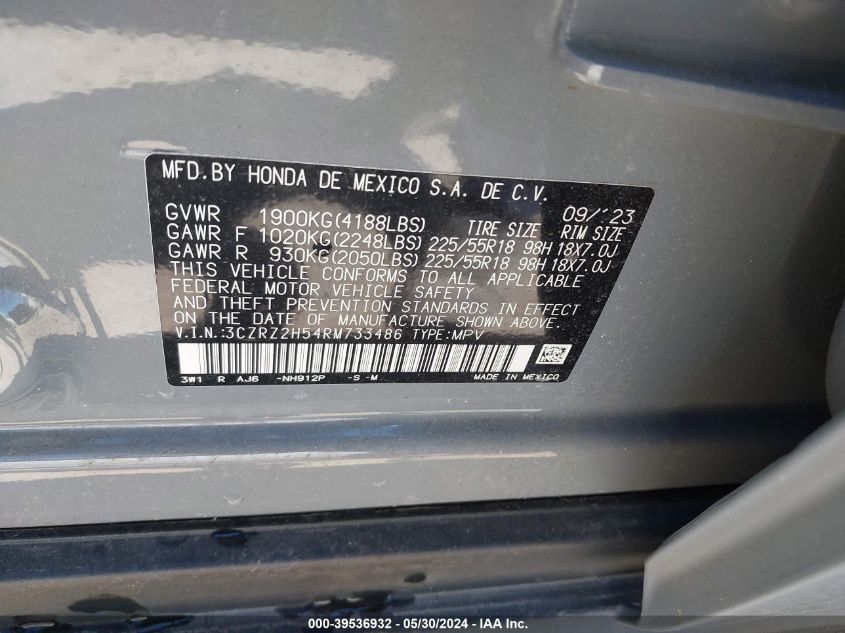 MFD.BY HONDA DE MEXICO S.A. DE C.V.
09/'23
GVWR 1900KG(4188LBS) TIRE SIZE RIM SIZE
GAWR F 1020KG(2248LBS) 225/55R18 98H 18X7.0J
GAWR R 930KG(2050LBS) 225/55R18 98H 18X7.0J
THIS VEHICLE CONFORMS TO ALL APPLICABLE
FEDERAL MOTOR VEHICLE SAFETY
AND THEFT PREVENTION STANDARDS IN EFFECT
ON THE DATE OF MANUFACTURE SHOWN ABOVE.
V.I.N.:3CZRZ2H54RM733486 TYPE:MPV
3W1 R AJ6 -NH912P -S -M MADE IN MEXICO
000-39536932 - 05/30/2024 - IAA Inc.